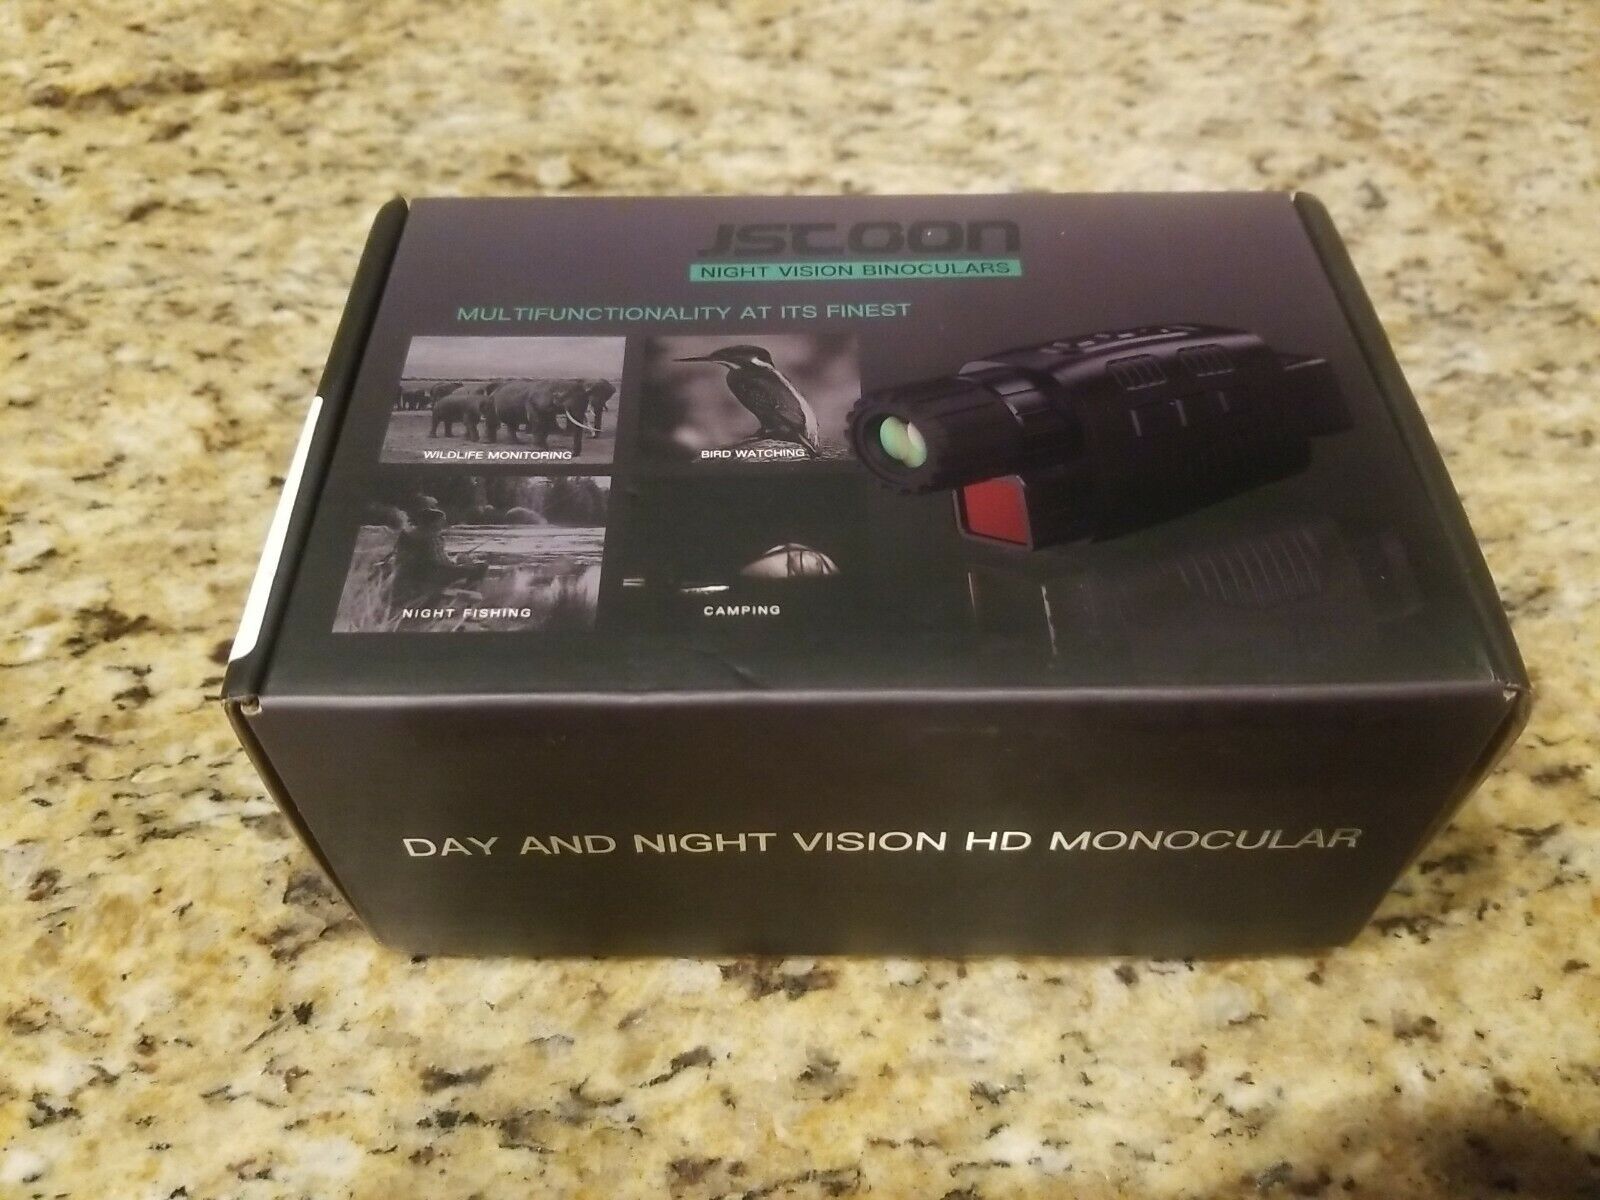 JSTOON
NIGHT VISION BINOCULARS
MULTIFUNCTIONALITY AT ITS FINEST
WILDLIFE MONITORING
BIRD WATCHING
NIGHT FISHING
CAMPING
DAY AND NIGHT VISION HD MONOCULAR